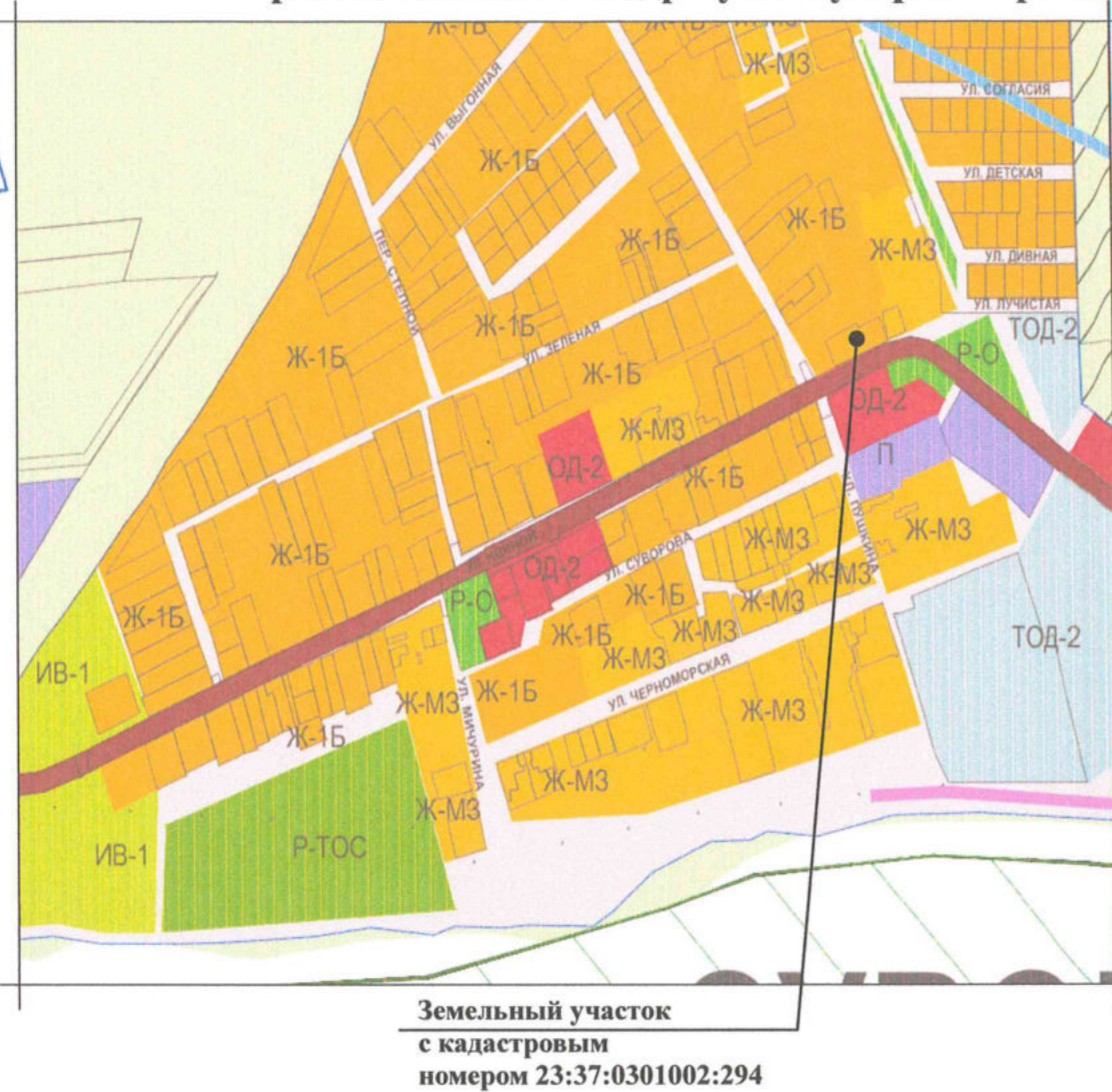 Ж-1Б
Ж-1Б
Ж-МЗ
Ж-МЗ
УЛ. ВЫГОННАЯ
УЛ. СОГЛАСИЯ
Ж-1Б
УЛ. ДЕТСКАЯ
Ж-1Б
Ж-1Б
Ж-МЗ
УЛ. ДИВНАЯ
ПЕР. СТЕПНОЙ
УЛ. ЛУЧИСТАЯ
ТОД-2
Ж-1Б
УЛ. ЗЕЛЕНАЯ
Ж-1Б
Р-О
Ж-1Б
ОД-2
Ж-МЗ
П
ОД-2
Ж-1Б
УЛ. ПУШКИНА
Ж-МЗ
Ж-МЗ
Ж-1Б
УЛ. СУВОРОВА
ОД-2
Ж-МЗ
Р-О
Ж-1Б
Ж-МЗ
Ж-1Б
Ж-1Б
Ж-МЗ
Ж-МЗ
ТОД-2
ИВ-1
УЛ. ЧЕРНОМОРСКАЯ
Ж-1Б
Ж-МЗ
Ж-МЗ
УЛ. МИЧУРИНА
Ж-1Б
Ж-МЗ
Ж-МЗ
ИВ-1
Р-ТОС
Земельный участок
с кадастровым
номером 23:37:0301002:294